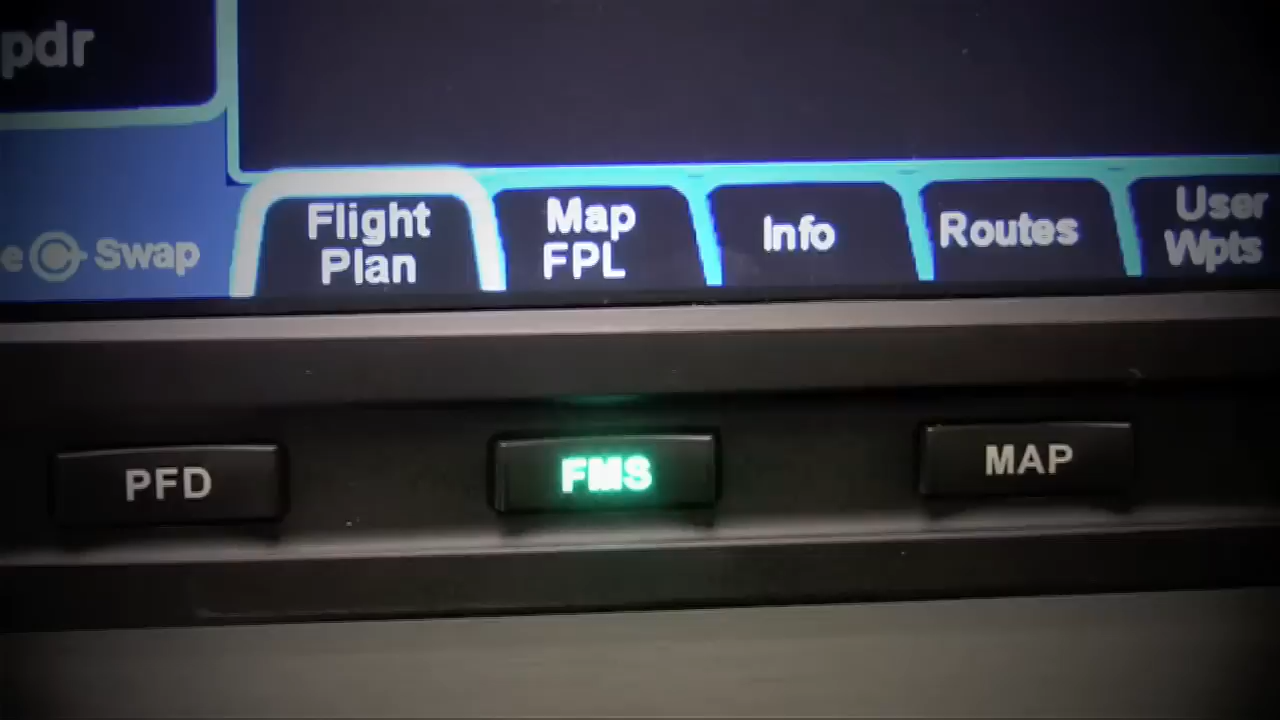 pdr
e Swap
Flight
Plan
Map
FPL
Info
Routes
User
Wpts
PFD
FMS
MAP